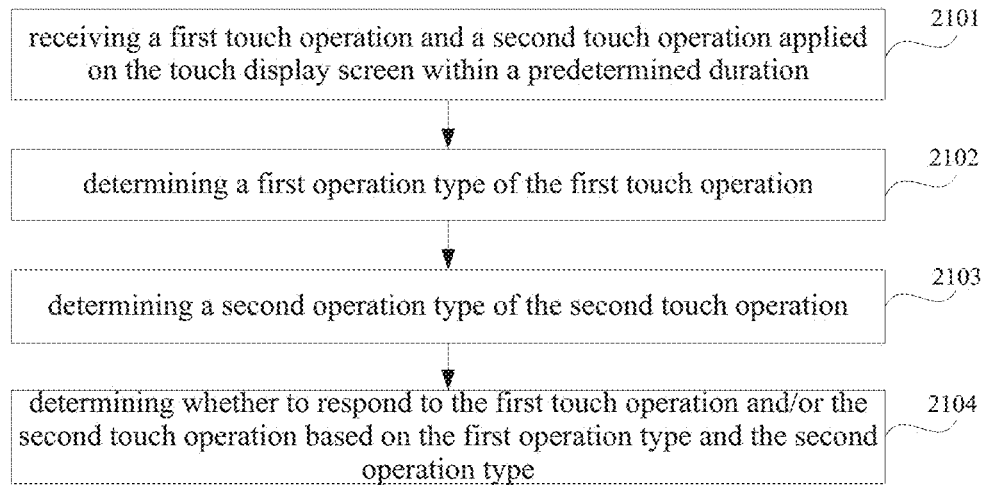 2101
receiving a first touch operation and a second touch operation applied
on the touch display screen within a predetermined duration
2102
determining a first operation type of the first touch operation
2103
determining a second operation type of the second touch operation
2104
determining whether to respond to the first touch operation and/or the
second touch operation based on the first operation type and the second
operation type